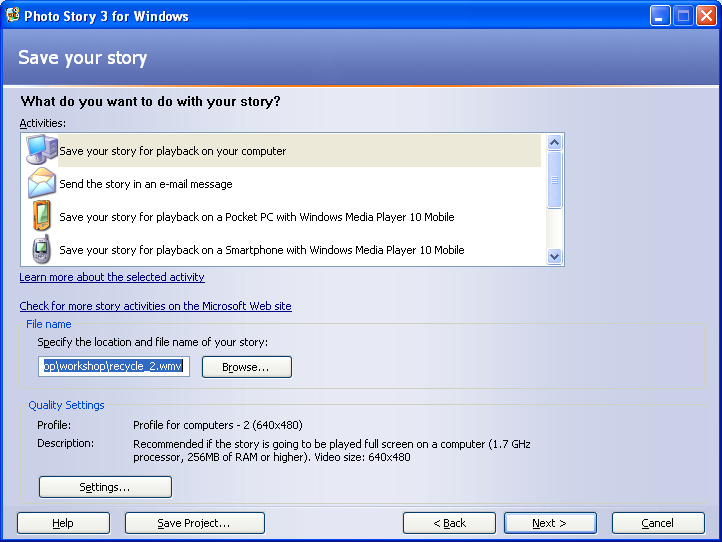 Photo Story 3 for Windows
Save your story
What do you want to do with your story?
Activities:
Save your story for playback on your computer
Send the story in an e-mail message
Save your story for playback on a Pocket PC with Windows Media Player 10 Mobile
Save your story for playback on a Smartphone with Windows Media Player 10 Mobile
Learn more about the selected activity
Check for more story activities on the Microsoft Web site
File name
Specify the location and file name of your story:
op\workshop\recycle_2.wmv
Browse...
Quality Settings
Profile: Profile for computers - 2 (640x480)
Description: Recommended if the story is going to be played full screen on a computer (1.7 GHz
processor, 256MB of RAM or higher). Video size: 640x480
Settings...
Help Save Project... < Back Next > Cancel